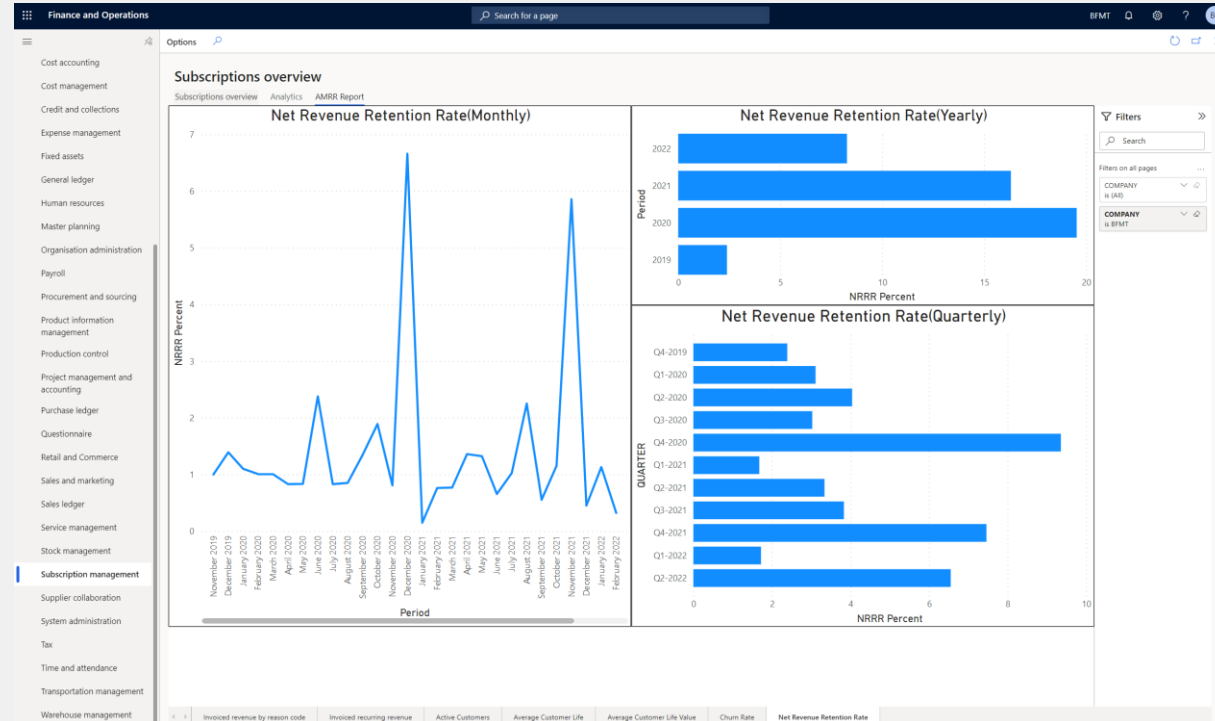 Finance and Operations
Search for a page
BFMT
?
Options
Cost accounting
Cost management
Credit and collections
Expense management
Fixed assets
General ledger
Human resources
Master planning
Organisation administration
Payroll
Procurement and sourcing
Product information
management
Production control
Project management and
accounting
Purchase ledger
Questionnaire
Retail and Commerce
Sales and marketing
Sales ledger
Service management
Stock management
Subscription management
Supplier collaboration
System administration
Tax
Time and attendance
Transportation management
Warehouse management
Subscriptions overview
Subscriptions overview Analytics AMRR Report
Net Revenue Retention Rate(Monthly)
NRRR Percent
7
6
5
4
3
2
1
0
November 2019
December 2019
January 2020
February 2020
March 2020
April 2020
May 2020
June 2020
July 2020
August 2020
September 2020
October 2020
November 2020
December 2020
January 2021
February 2021
March 2021
April 2021
May 2021
June 2021
July 2021
August 2021
September 2021
October 2021
November 2021
December 2021
January 2022
February 2022
Period
Net Revenue Retention Rate(Yearly)
Period
2022
2021
2020
2019
0 5 10 15 20
NRRR Percent
Net Revenue Retention Rate(Quarterly)
QUARTER
Q4-2019
Q1-2020
Q2-2020
Q3-2020
Q4-2020
Q1-2021
Q2-2021
Q3-2021
Q4-2021
Q1-2022
Q2-2022
0 2 4 6 8 10
NRRR Percent
Filters
Search
Filters on all pages
COMPANY
is (All)
COMPANY
is BFMT
Invoiced revenue by reason code Invoiced recurring revenue Active Customers Average Customer Life Average Customer Life Value Churn Rate Net Revenue Retention Rate